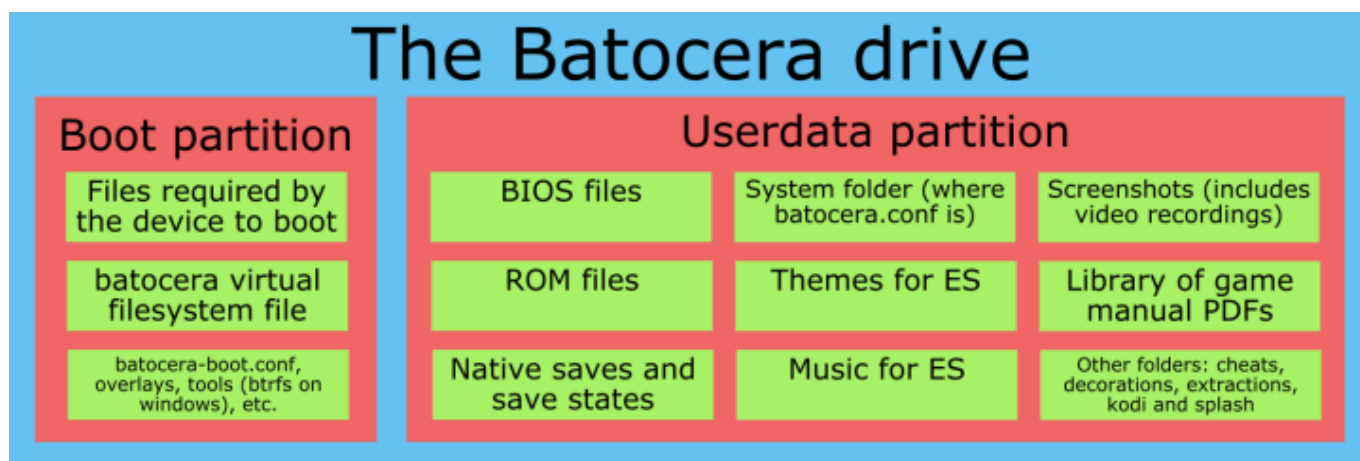 The Batocera drive
Boot partition
Files required by
the device to boot
batocera virtual
filesystem file
batocera-boot.conf,
overlays, tools (btrfs on
windows), etc.
Userdata partition
BIOS files
System folder (where
batocera.conf is)
Screenshots (includes
video recordings)
ROM files
Themes for ES
Library of game
manual PDFs
Native saves and
save states
Music for ES
Other folders: cheats,
decorations, extractions,
kodi and splash